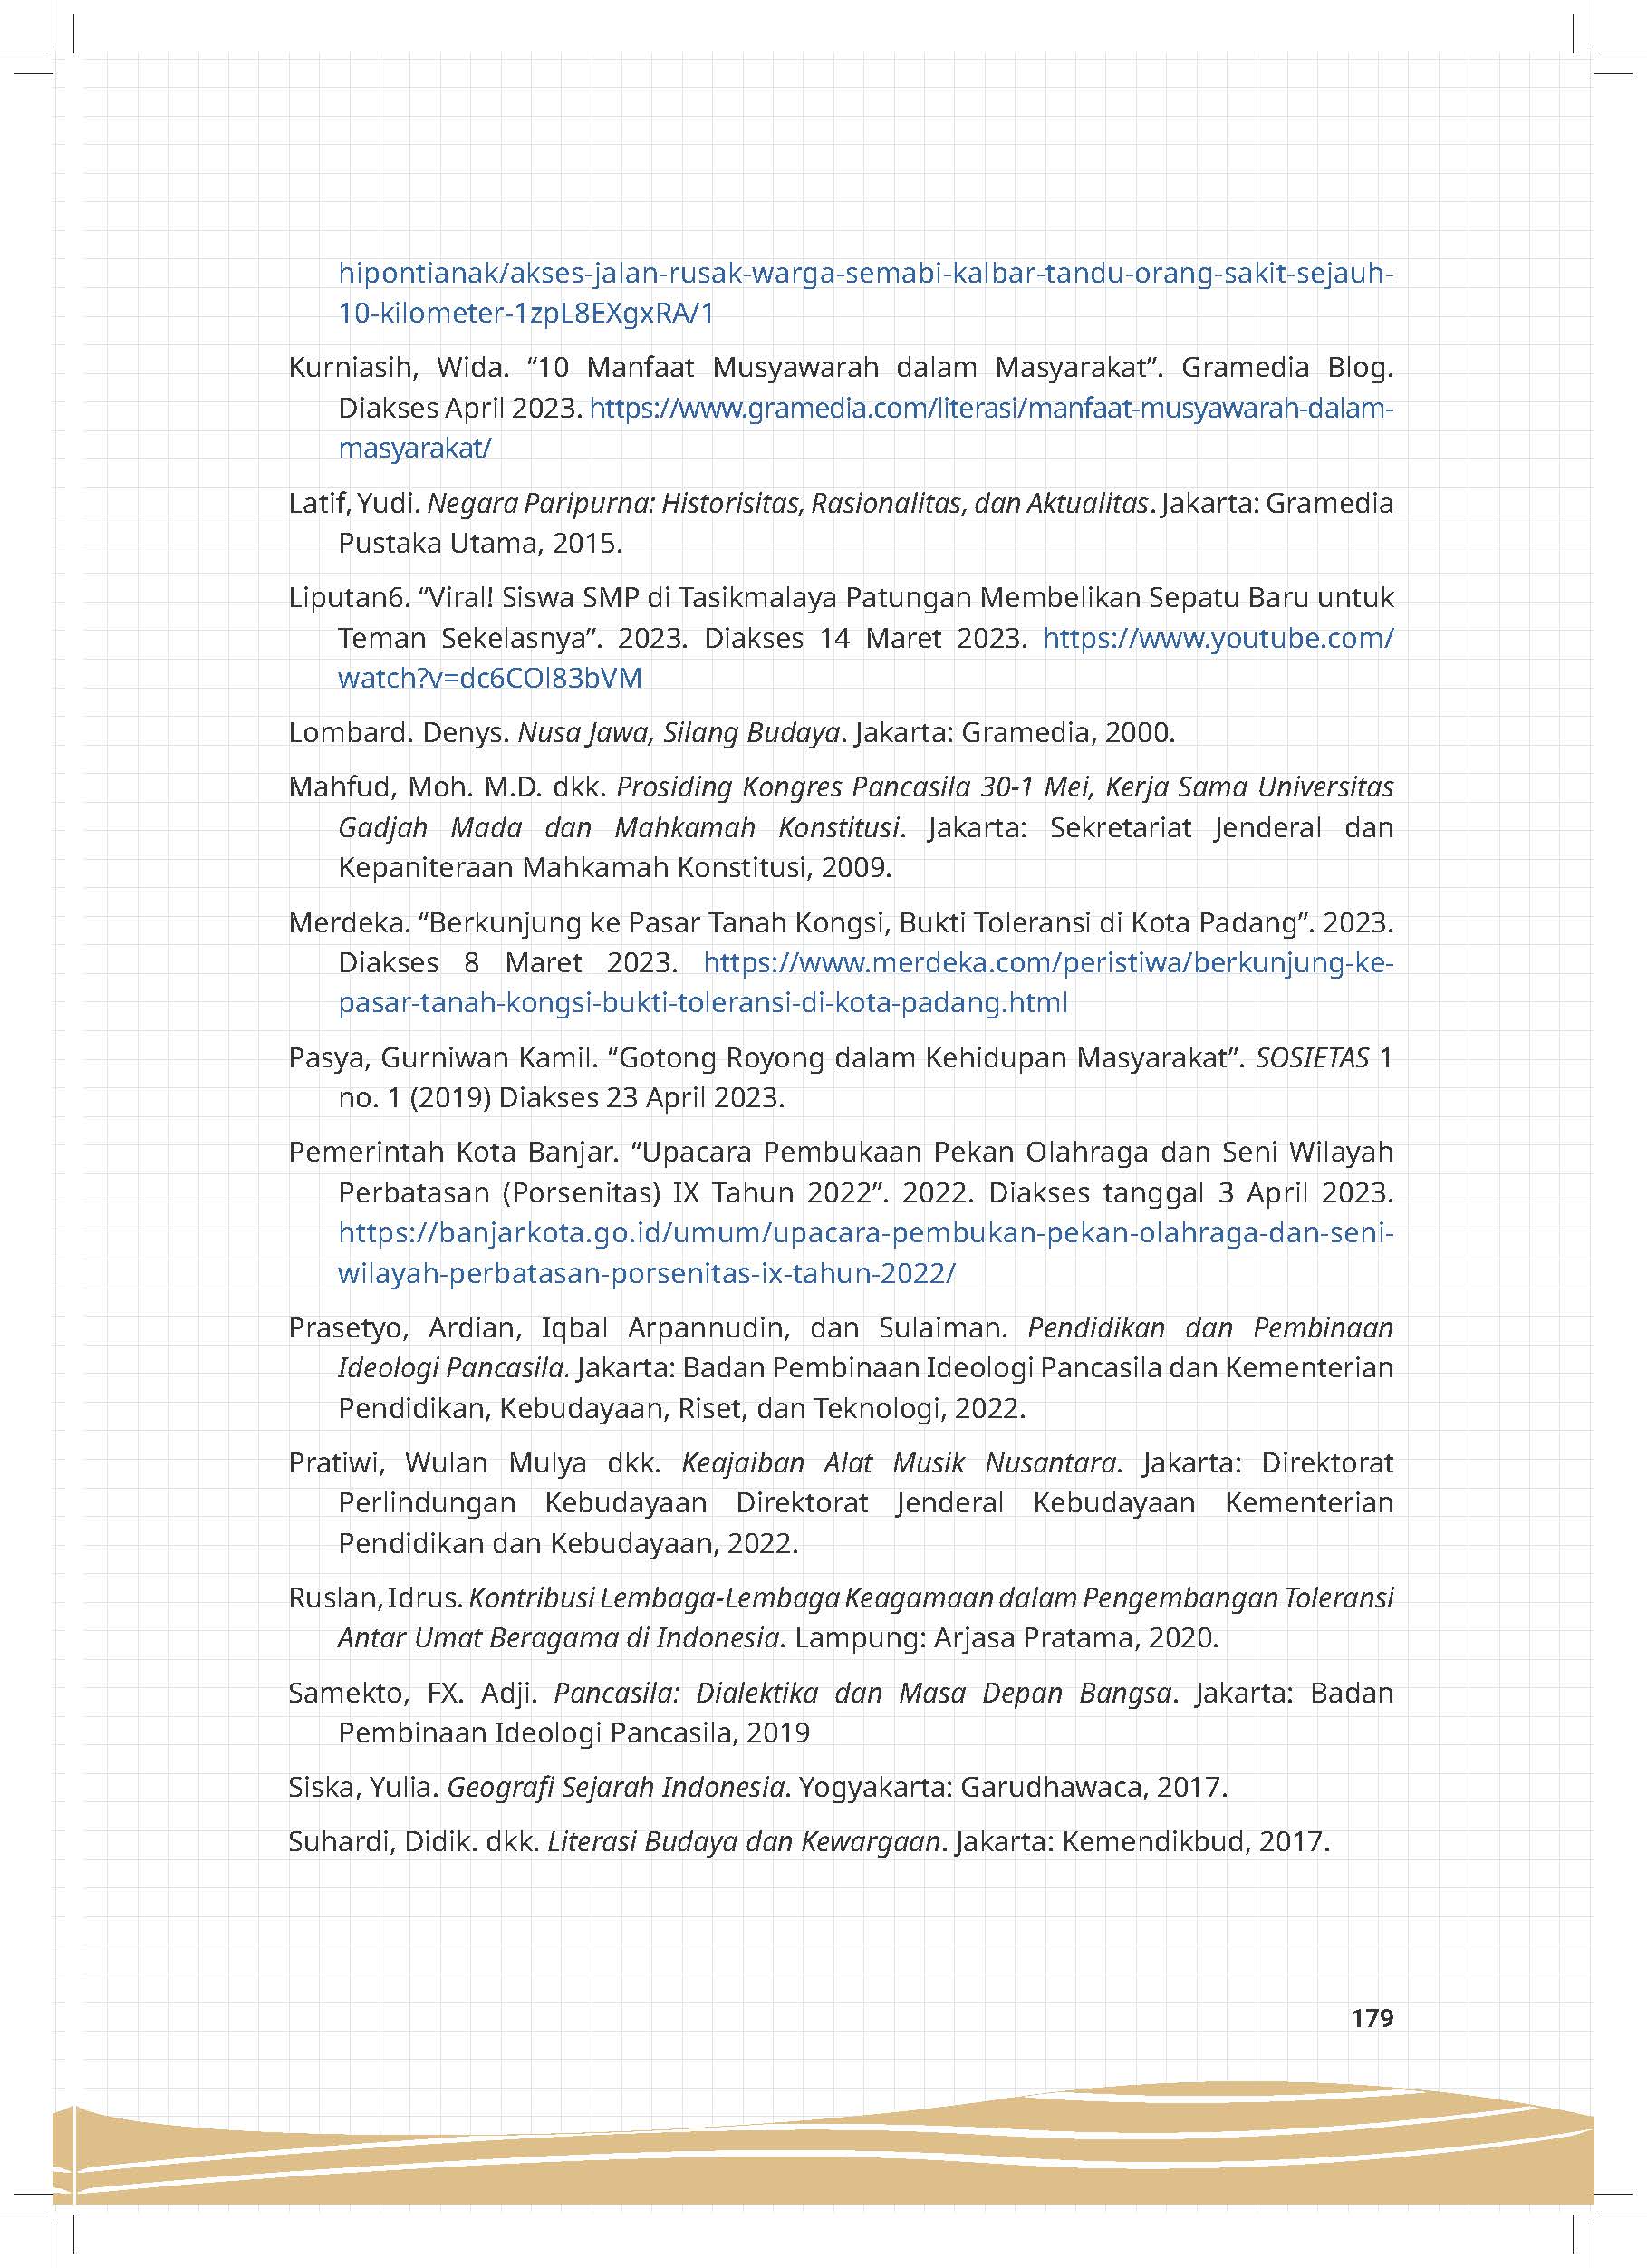 hipontianak/akses-jalan-rusak-warga-semabi-kalbar-tandu-orang-sakit-sejauh-
10-kilometer-1zpL8EXgxRA/1
Kurniasih, Wida. “10 Manfaat Musyawarah dalam Masyarakat”. Gramedia Blog.
Diakses April 2023. https://www.gramedia.com/literasi/manfaat-musyawarah-dalam-
masyarakat/
Latif, Yudi. Negara Paripurna: Historisitas, Rasionalitas, dan Aktualitas. Jakarta: Gramedia
Pustaka Utama, 2015.
Liputan6. “Viral! Siswa SMP di Tasikmalaya Patungan Membelikan Sepatu Baru untuk
Teman Sekelasnya”. 2023. Diakses 14 Maret 2023. https://www.youtube.com/
watch?v=dc6COl83bVM
Lombard. Denys. Nusa Jawa, Silang Budaya. Jakarta: Gramedia, 2000.
Mahfud, Moh. M.D. dkk. Prosiding Kongres Pancasila 30-1 Mei, Kerja Sama Universitas
Gadjah Mada dan Mahkamah Konstitusi. Jakarta: Sekretariat Jenderal dan
Kepaniteraan Mahkamah Konstitusi, 2009.
Merdeka. “Berkunjung ke Pasar Tanah Kongsi, Bukti Toleransi di Kota Padang”. 2023.
Diakses 8 Maret 2023. https://www.merdeka.com/peristiwa/berkunjung-ke-
pasar-tanah-kongsi-bukti-toleransi-di-kota-padang.html
Pasya, Gurniwan Kamil. “Gotong Royong dalam Kehidupan Masyarakat”. SOSIETAS 1
no. 1 (2019) Diakses 23 April 2023.
Pemerintah Kota Banjar. “Upacara Pembukaan Pekan Olahraga dan Seni Wilayah
Perbatasan (Porsenitas) IX Tahun 2022”. 2022. Diakses tanggal 3 April 2023.
https://banjarkota.go.id/umum/upacara-pembukan-pekan-olahraga-dan-seni-
wilayah-perbatasan-porsenitas-ix-tahun-2022/
Prasetyo, Ardian, Iqbal Arpannudin, dan Sulaiman. Pendidikan dan Pembinaan
Ideologi Pancasila. Jakarta: Badan Pembinaan Ideologi Pancasila dan Kementerian
Pendidikan, Kebudayaan, Riset, dan Teknologi, 2022.
Pratiwi, Wulan Mulya dkk. Keajaiban Alat Musik Nusantara. Jakarta: Direktorat
Perlindungan Kebudayaan Direktorat Jenderal Kebudayaan Kementerian
Pendidikan dan Kebudayaan, 2022.
Ruslan, Idrus. Kontribusi Lembaga-Lembaga Keagamaan dalam Pengembangan Toleransi
Antar Umat Beragama di Indonesia. Lampung: Arjasa Pratama, 2020.
Samekto, FX. Adji. Pancasila: Dialektika dan Masa Depan Bangsa. Jakarta: Badan
Pembinaan Ideologi Pancasila, 2019
Siska, Yulia. Geografi Sejarah Indonesia. Yogyakarta: Garudhawaca, 2017.
Suhardi, Didik. dkk. Literasi Budaya dan Kewargaan. Jakarta: Kemendikbud, 2017.
179